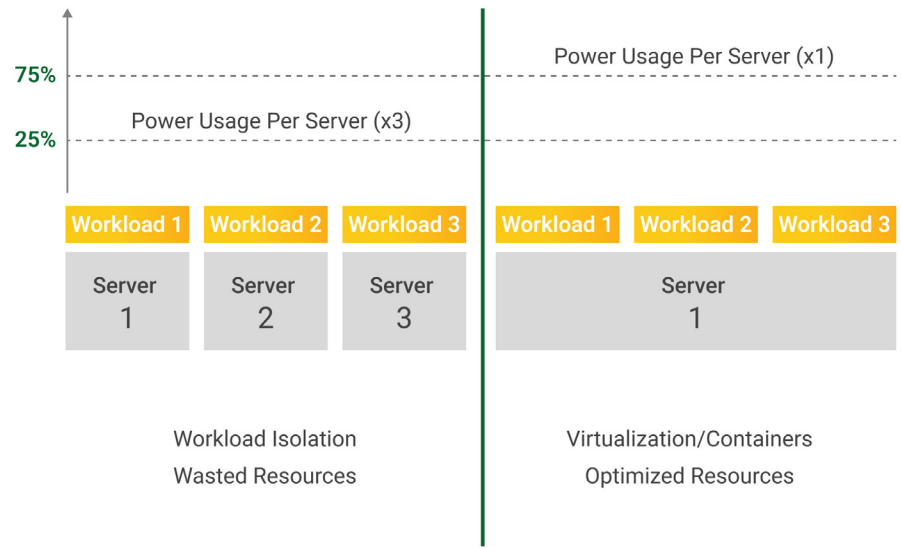 Power Usage Per Server (x1)
75%
Power Usage Per Server (x3)
25%
Workload 1 Workload 2 Workload 3
Server
1
Server
2
Server
3
Workload Isolation
Wasted Resources
Workload 1 Workload 2 Workload 3
Server
1
Virtualization/Containers
Optimized Resources